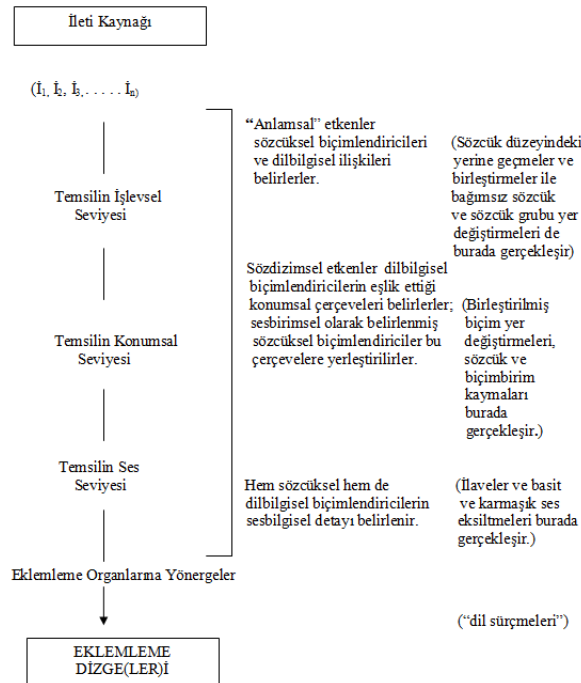 İleti Kaynağı
(İ1, İ2, İ3, . . . . . İn)
“Anlamsal” etkenler
sözcüksel biçimlendiricileri
ve dilbilgisel ilişkileri
belirlerler.
(Sözcük düzeyindeki
yerine geçmeler ve
birleştirmeler ile
bağımsız sözcük
ve sözcük grubu yer
değiştirmeleri de
burada gerçekleşir)
Temsilin İşlevsel
Seviyesi
Sözdizimsel etkenler dilbilgisel
biçimlendiricilerin eşlik ettiği
konumsal çerçeveleri belirlerler;
sesbirimsel olarak belirlenmiş
sözcüksel biçimlendiriciler bu
çerçevelere yerleştirilirler.
(Birleştirilmiş
biçim yer
değiştirmeleri,
sözcük ve
biçimbirim
kaymaları
burada
gerçekleşir.)
Temsilin Konumsal
Seviyesi
Temsilin Ses
Seviyesi
Hem sözcüksel hem de
dilbilgisel biçimlendiricilerin
sesbilgisel detayı belirlenir.
(İlaveler ve basit
ve karmaşık ses
eksiltmeleri burada
gerçekleşir.)
Eklemleme Organlarına Yönergeler
(“dil sürçmeleri”)
EKLEMLEME
DİZGE(LER)İ